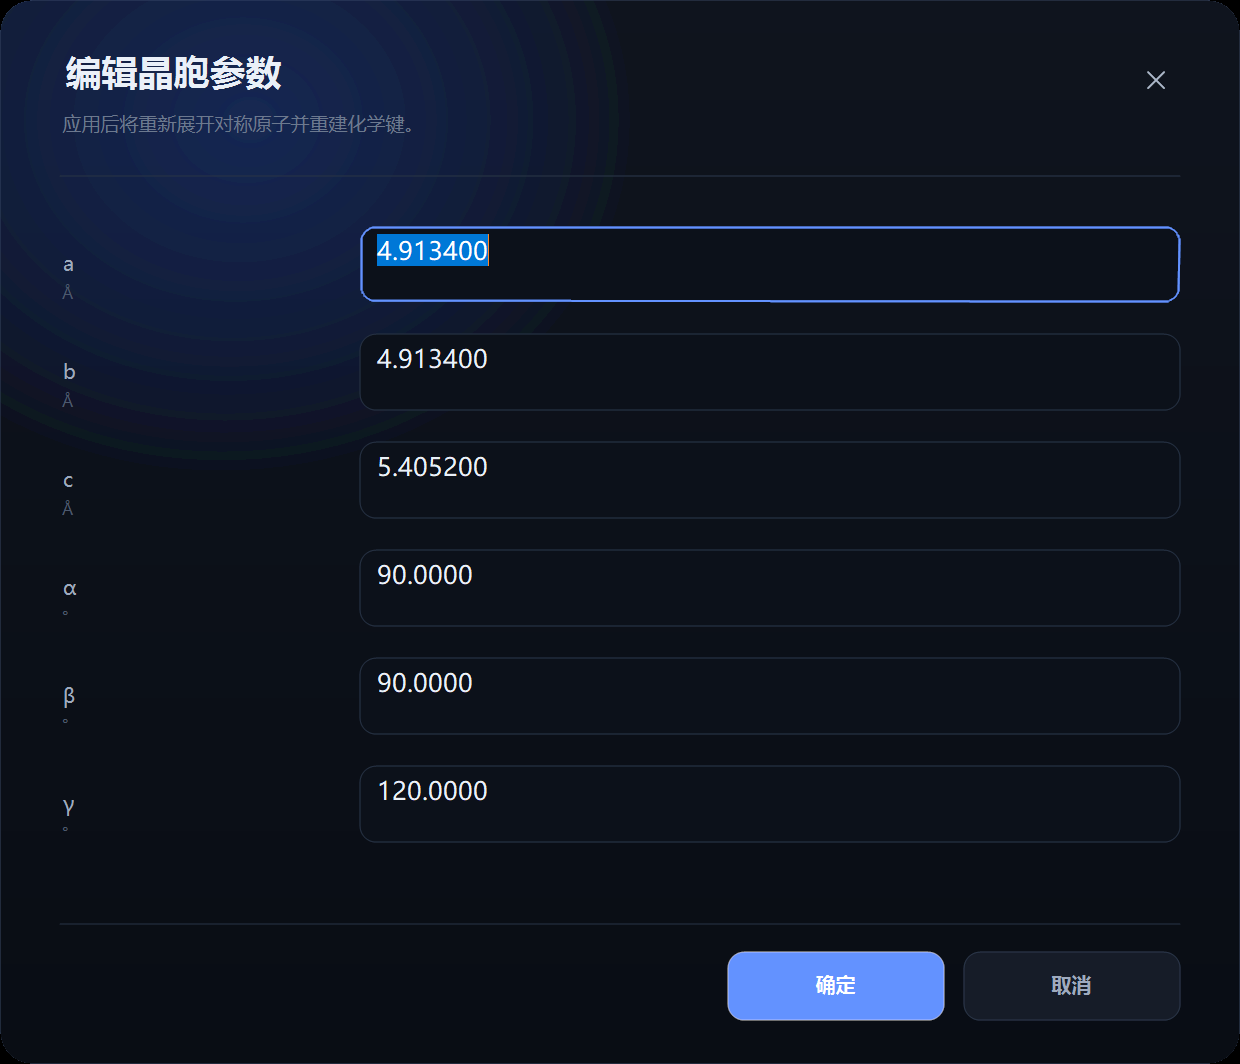 编辑晶胞参数
应用后将重新展开对称原子并重建化学键。
a
Å
4.913400
b
Å
4.913400
c
Å
5.405200
α
°
90.0000
β
°
90.0000
γ
°
120.0000
确定
取消